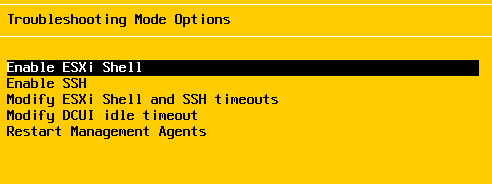 Troubleshooting Mode Options
Enable ESXi Shell
Enable SSH
Modify ESXi Shell and SSH timeouts
Modify DCUI idle timeout
Restart Management Agents